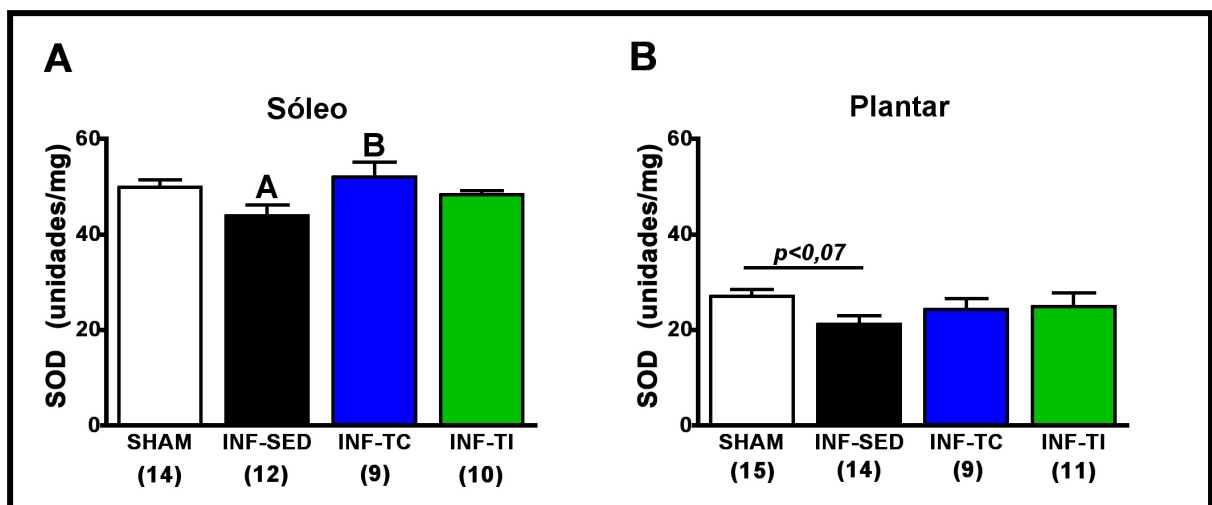 A
Sóleo
SOD (unidades/mg)
60
40
20
0
A
B
SHAM INF-SED INF-TC INF-TI
(14) (12) (9) (10)
B
Plantar
SOD (unidades/mg)
60
40
20
0
p<0,07
SHAM INF-SED INF-TC INF-TI
(15) (14) (9) (11)